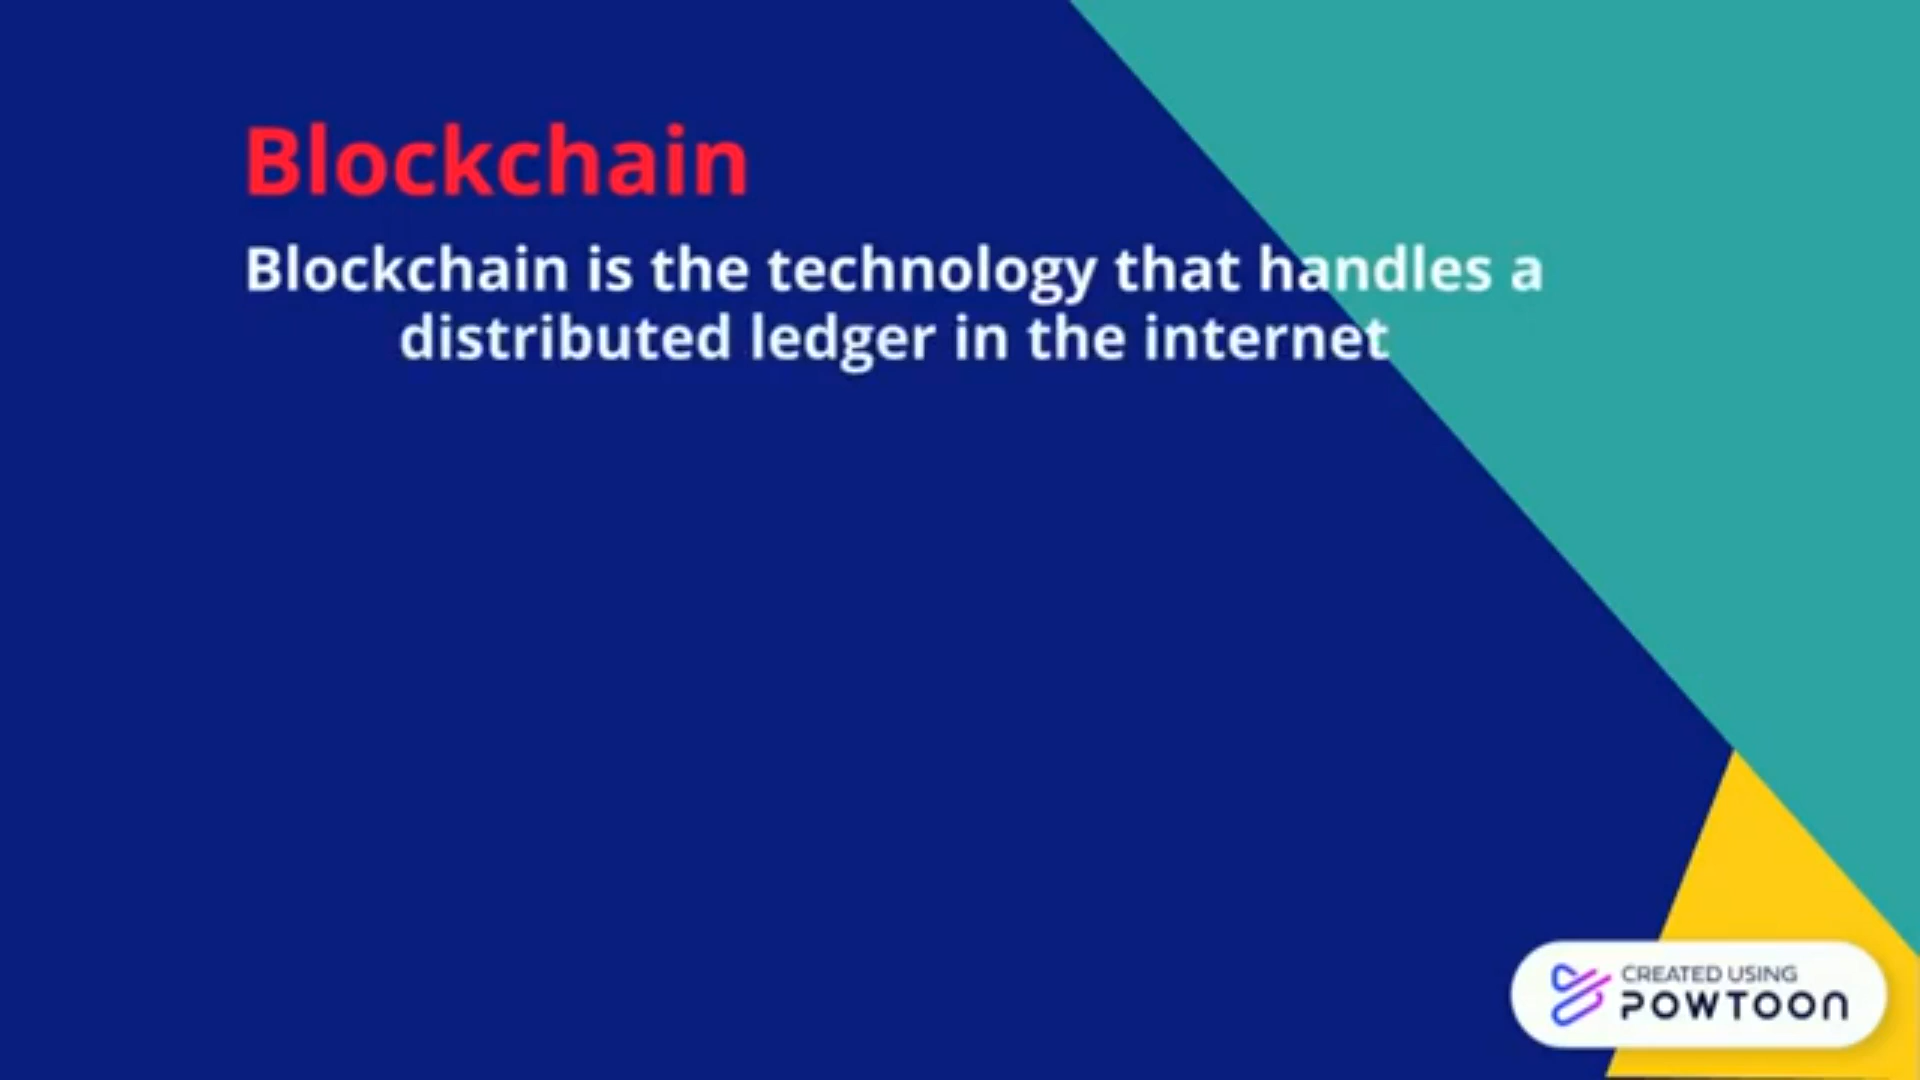 Blockchain
Blockchain is the technology that handles a
distributed ledger in the internet
CREATED USING
POWTOON